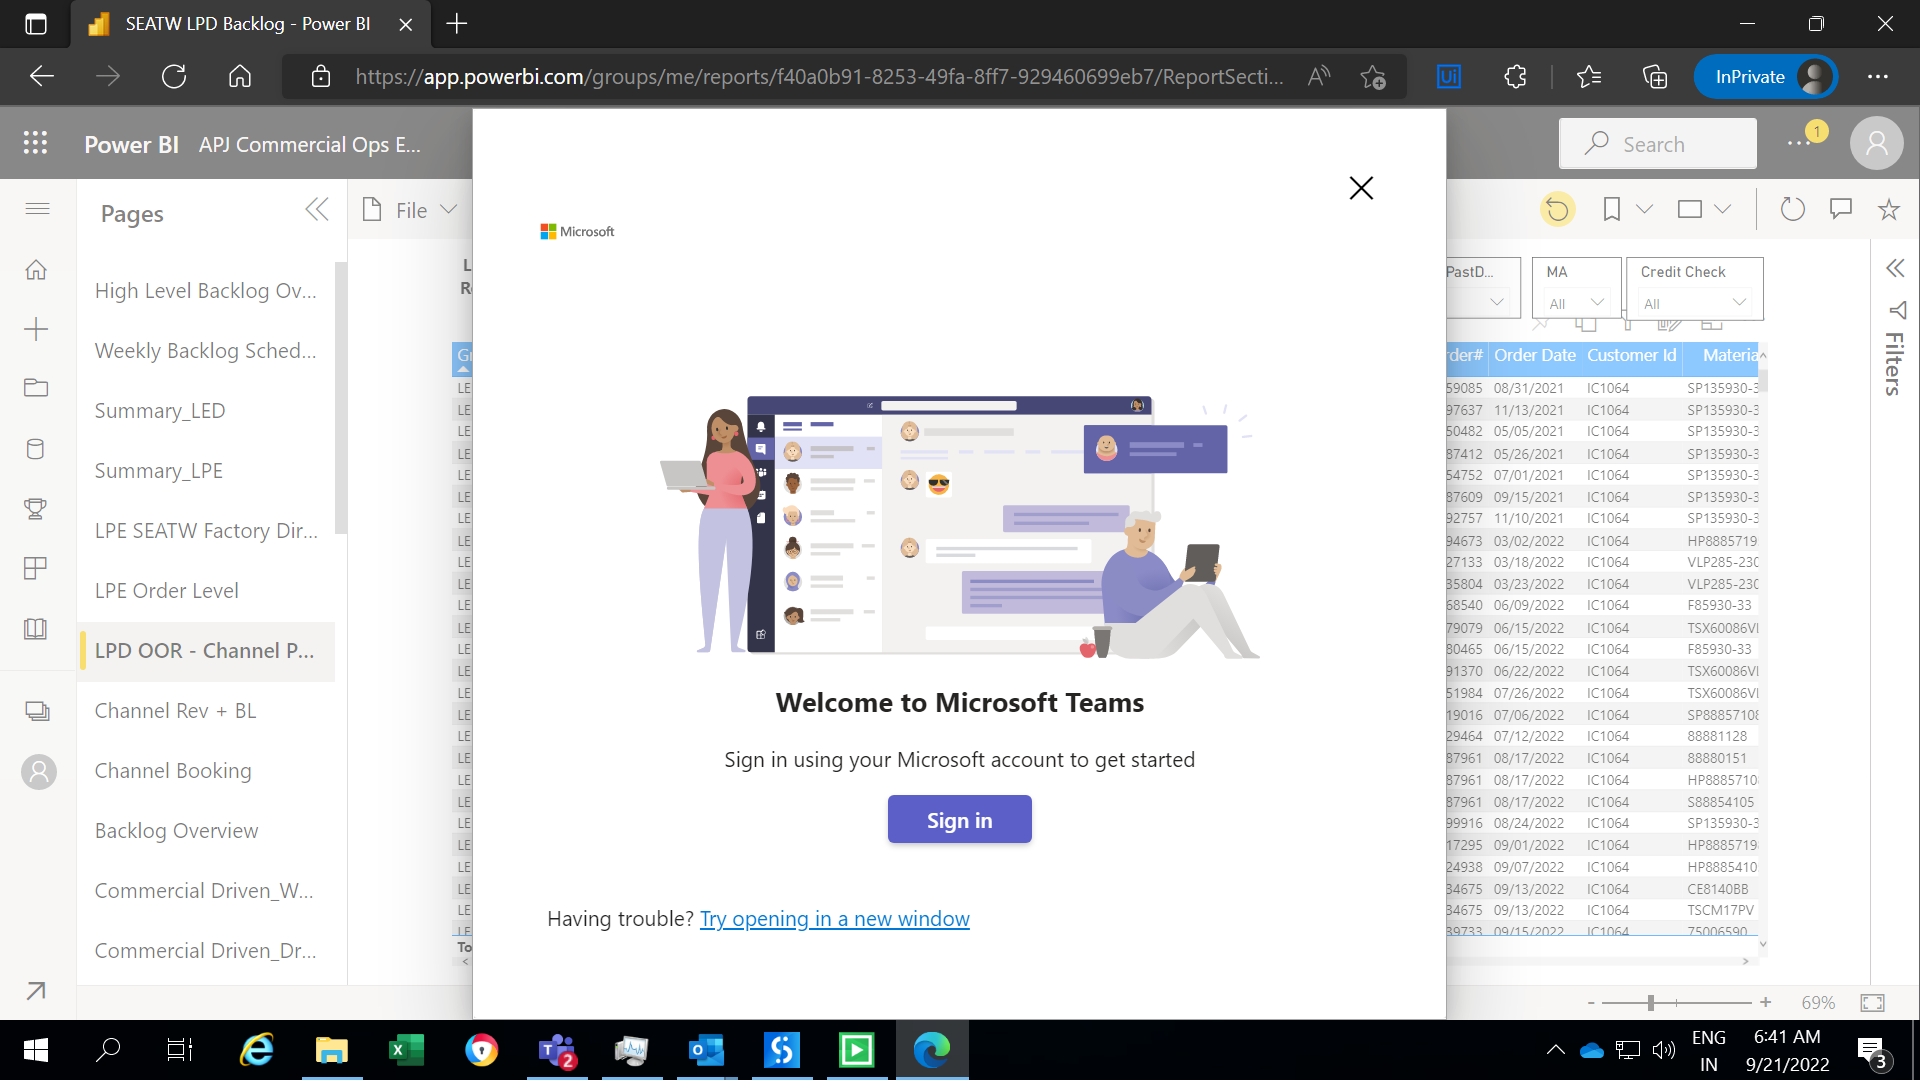 SEATW LPD Backlog - Power BI
https://app.powerbi.com/groups/me/reports/f40a0b91-8253-49fa-8ff7-929460699eb7/ReportSecti...
InPrivate
Power BI APJ Commercial Ops E...
Search
1
Pages
File
High Level Backlog Ov...
Weekly Backlog Sched...
Summary_LED
Summary_LPE
LPE SEATW Factory Dir...
LPE Order Level
LPD OOR - Channel P...
Channel Rev + BL
Channel Booking
Backlog Overview
Commercial Driven_W...
Commercial Driven_Dr...
Microsoft
Welcome to Microsoft Teams
Sign in using your Microsoft account to get started
Sign in
Having trouble? Try opening in a new window
PastD... MA Credit Check
All All
Filters
rder# Order Date Customer Id Materia
59085 08/31/2021 IC1064 SP135930-3
97637 11/13/2021 IC1064 SP135930-3
50482 05/05/2021 IC1064 SP135930-3
87412 05/26/2021 IC1064 SP135930-3
54752 07/01/2021 IC1064 SP135930-3
87609 09/15/2021 IC1064 SP135930-3
92757 11/10/2021 IC1064 SP135930-3
94673 03/02/2022 IC1064 HP8885719
27133 03/18/2022 IC1064 VLP285-230
35804 03/23/2022 IC1064 VLP285-230
68540 06/09/2022 IC1064 F85930-33
79079 06/15/2022 IC1064 TSX60086VI
80465 06/15/2022 IC1064 F85930-33
91370 06/22/2022 IC1064 TSX60086VI
51984 07/26/2022 IC1064 TSX60086VI
19016 07/06/2022 IC1064 SP88857108
29464 07/12/2022 IC1064 88881128
87961 08/17/2022 IC1064 88880151
87961 08/17/2022 IC1064 HP8885710
87961 08/17/2022 IC1064 S88854105
99916 08/24/2022 IC1064 SP135930-3
17295 09/01/2022 IC1064 HP8885719
24938 09/07/2022 IC1064 HP8885410
34675 09/13/2022 IC1064 CE8140BB
34675 09/13/2022 IC1064 TSCM17PV
39733 09/15/2022 IC1064 75006590
To
69%
2
ENG
IN
6:41 AM
9/21/2022
3